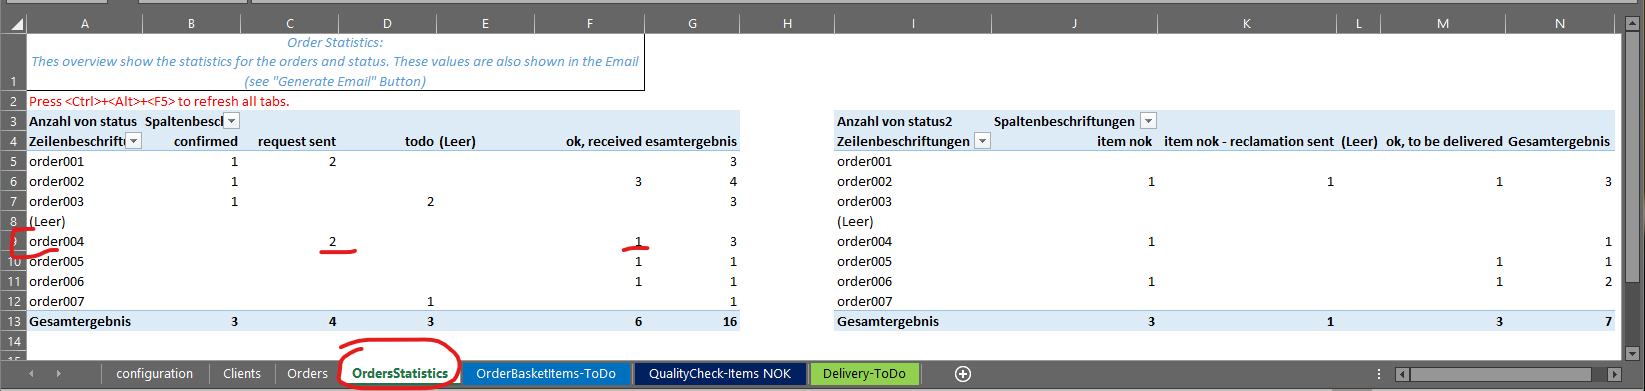 A B C D E F G H I J K L M N
Order Statistics:
Thes overview show the statistics for the orders and status. These values are also shown in the Email
1 (see "Generate Email" Button)
2 Press <Ctrl>+<Alt>+<F5> to refresh all tabs.
3 Anzahl von status Spaltenbescl Anzahl von status2 Spaltenbeschriftungen
4 Zeilenbeschrift confirmed request sent todo (Leer) ok, received esamtergebnis Zeilenbeschriftungen item nok item nok - reclamation sent (Leer) ok, to be delivered Gesamtergebnis
5 order001 1 2 3 order001
6 order002 1 3 4 order002 1 1 1 3
7 order003 1 2 3 order003
8 (Leer) (Leer)
9 order004 2 1 3 order004 1 1
10 order005 1 1 order005 1 1
11 order006 1 1 order006 1 1 2
12 order007 1 1 order007
13 Gesamtergebnis 3 4 3 6 16 Gesamtergebnis 3 1 3 7
14
15
configuration Clients Orders OrdersStatistics OrderBasketItems-ToDo QualityCheck-Items NOK Delivery-ToDo